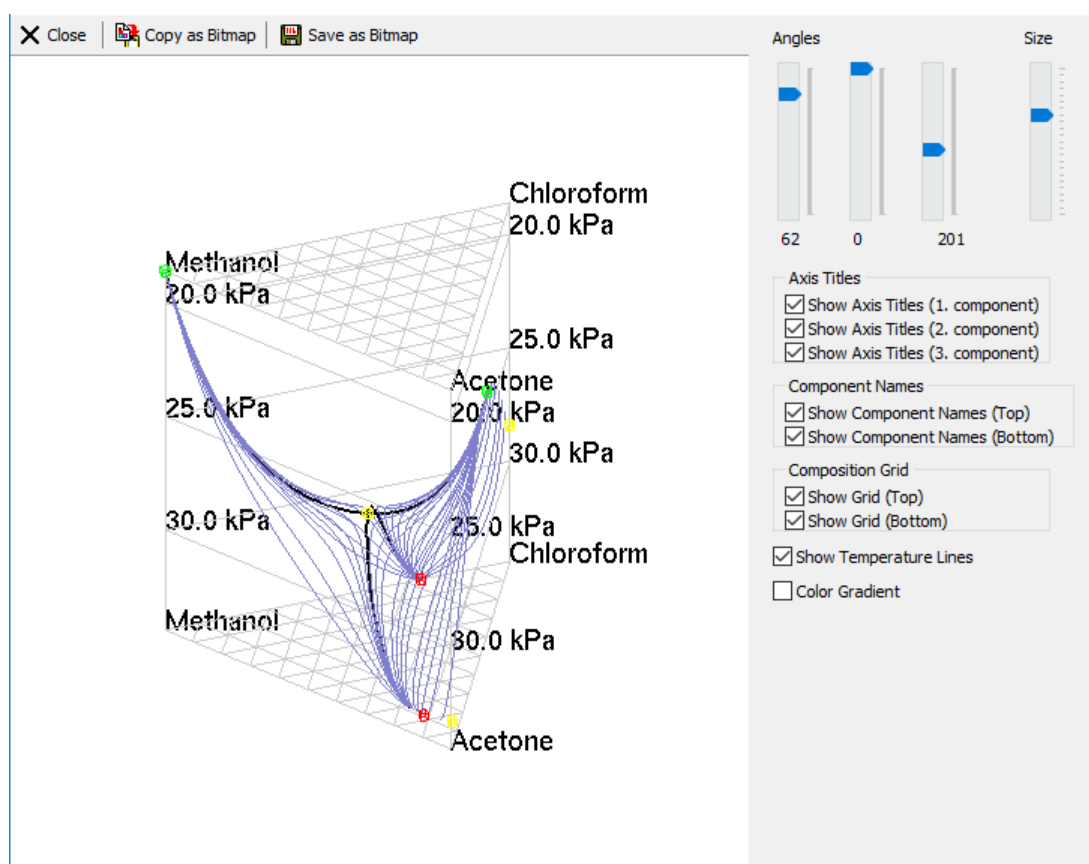 Close
Copy as Bitmap
Save as Bitmap
Chloroform
20.0 kPa
Methanol
20.0 kPa
25.0 kPa
Acetone
20.0 kPa
25.0 kPa
30.0 kPa
30.0 kPa
25.0 kPa
Chloroform
Methanol
30.0 kPa
Acetone
Angles
Size
62
0
201
Axis Titles
Show Axis Titles (1. component)
Show Axis Titles (2. component)
Show Axis Titles (3. component)
Component Names
Show Component Names (Top)
Show Component Names (Bottom)
Composition Grid
Show Grid (Top)
Show Grid (Bottom)
Show Temperature Lines
Color Gradient